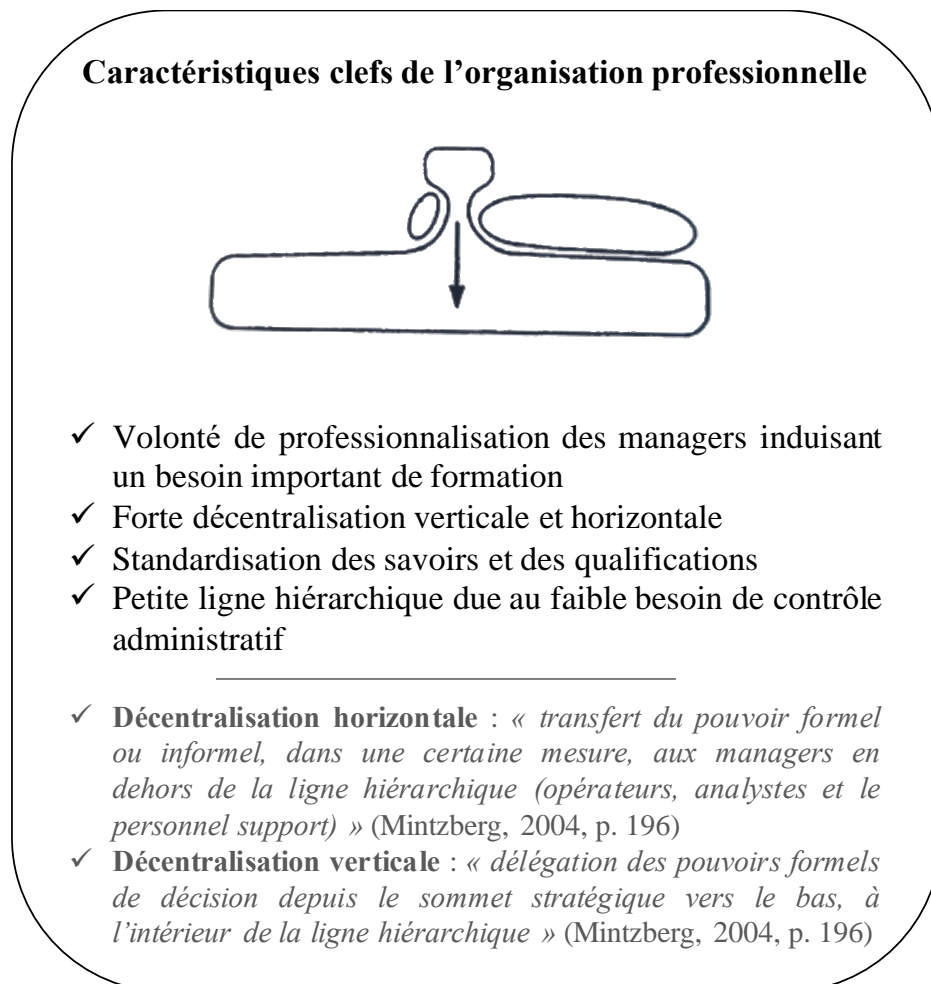 Caractéristiques clefs de l’organisation professionnelle
✓ Volonté de professionnalisation des managers induisant
un besoin important de formation
✓ Forte décentralisation verticale et horizontale
✓ Standardisation des savoirs et des qualifications
✓ Petite ligne hiérarchique due au faible besoin de contrôle
administratif
✓ Décentralisation horizontale : « transfert du pouvoir formel
ou informel, dans une certaine mesure, aux managers en
dehors de la ligne hiérarchique (opérateurs, analystes et le
personnel support) » (Mintzberg, 2004, p. 196)
✓ Décentralisation verticale : « délégation des pouvoirs formels
de décision depuis le sommet stratégique vers le bas, à
l’intérieur de la ligne hiérarchique » (Mintzberg, 2004, p. 196)